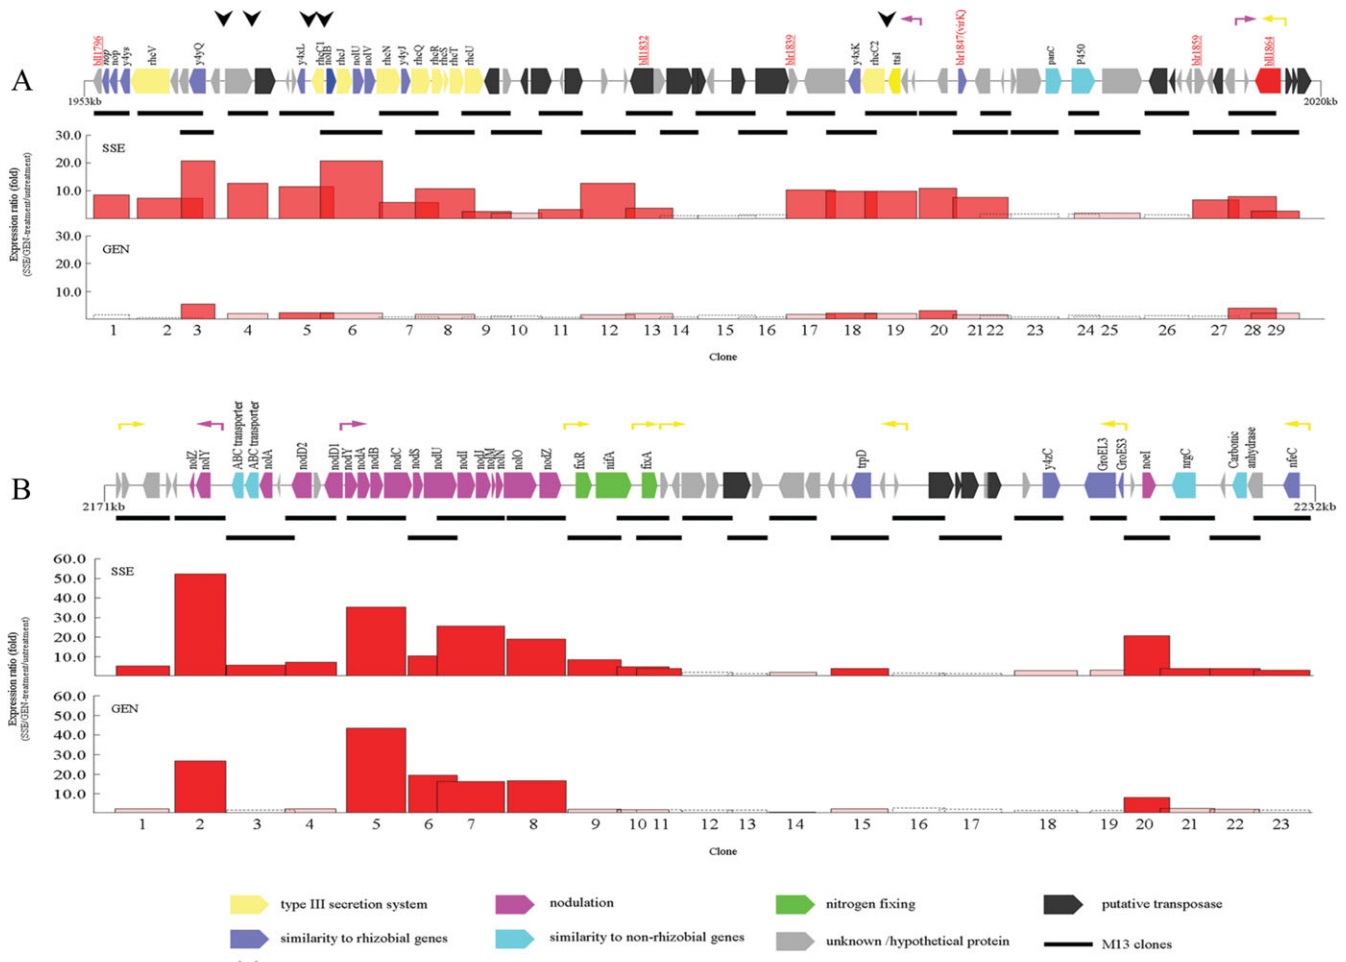 A
bll1796
nop
nop
y4ys
rhcV
y4yQ
y4xL
rhcC1
nolB
rhcJ
nolU
nolV
rhcN
y4yJ
rhcQ
rhcR
rhcS
rhcT
rhcU
bll1832
blr1839
y4xK
rhcC2
ttsI
blr1847(virK)
panC
P450
blr1859
bll1864
1953kb
2020kb
Expression ratio (fold)
(SSE/GEN-treatment/untreatment)
30.0
SSE
20.0
10.0
30.0
GEN
20.0
10.0
1 2 3 4 5 6 7 8 9 10 11 12 13 14 15 16 17 18 19 20 21 22 23 24 25 26 27 28 29
Clone
B
nolZ
nolY
ABC transporter
ABC transporter
nolA
nodD2
nodD1
nodY
nodA
nodB
nodC
nodS
nodU
nodI
nodJ
nolM
nolN
nolO
nodZ
fixR
nifA
fixA
trpD
y4zC
GroEL3
GroES3
noeI
nrgC
Carbonic
anhydrase
nfeC
2171kb
2232kb
Expression ratio (fold)
(SSE/GEN-treatment/untreatment)
60.0
SSE
50.0
40.0
30.0
20.0
10.0
60.0
GEN
50.0
40.0
30.0
20.0
10.0
1 2 3 4 5 6 7 8 9 10 11 12 13 14 15 16 17 18 19 20 21 22 23
Clone
type III secretion system
nodulation
nitrogen fixing
putative transposase
similarity to rhizobial genes
similarity to non-rhizobial genes
unknown /hypothetical protein
M13 clones